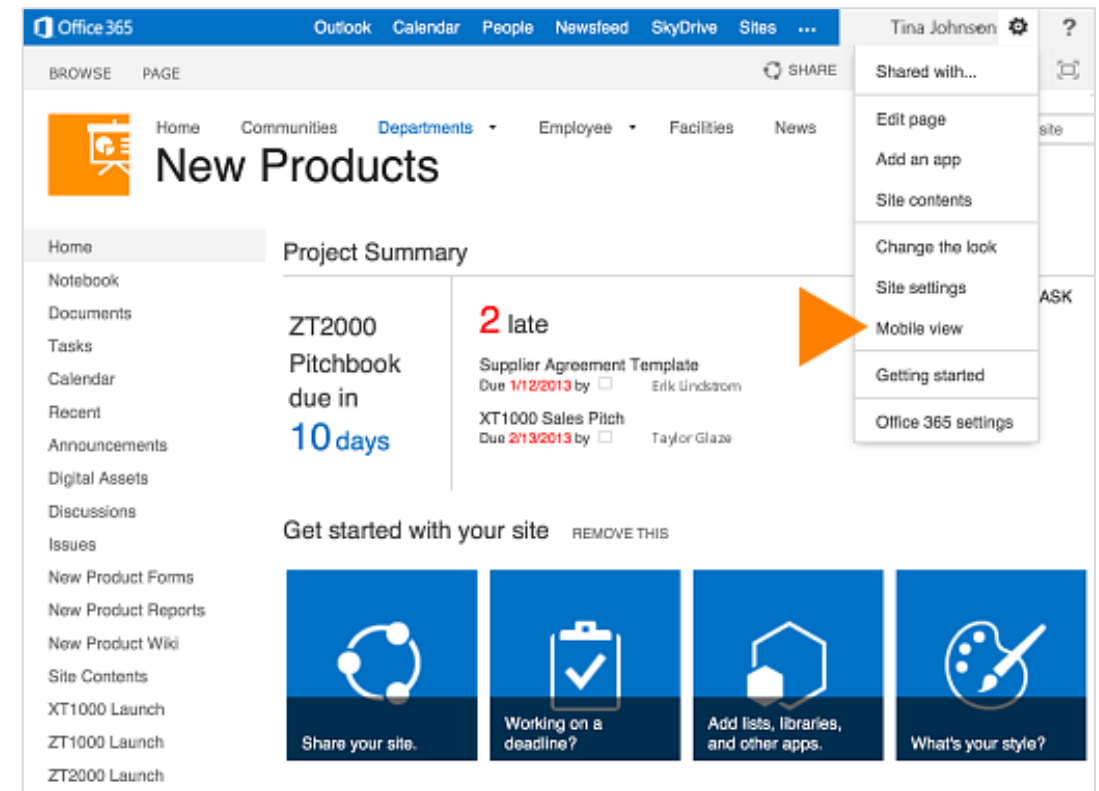 Office 365
Outlook Calendar People Newsfeed SkyDrive Sites ••• Tina Johnson ?
BROWSE PAGE SHARE
Home Communities Departments Employee Facilities News
New Products
site
Shared with...
Edit page
Add an app
Site contents
Change the look
Site settings
Mobile view
Getting started
Office 365 settings
Home
Notebook
Documents
Tasks
Calendar
Recent
Announcements
Digital Assets
Discussions
Issues
New Product Forms
New Product Reports
New Product Wiki
Site Contents
XT1000 Launch
ZT1000 Launch
ZT2000 Launch
Project Summary
ASK
ZT2000
Pitchbook
due in
10 days
2 late
Supplier Agreement Template
Due 1/12/2013 by Erik Lindstrom
XT1000 Sales Pitch
Due 2/13/2013 by Taylor Glaze
Get started with your site REMOVE THIS
Share your site.
Working on a
deadline?
Add lists, libraries,
and other apps.
What's your style?